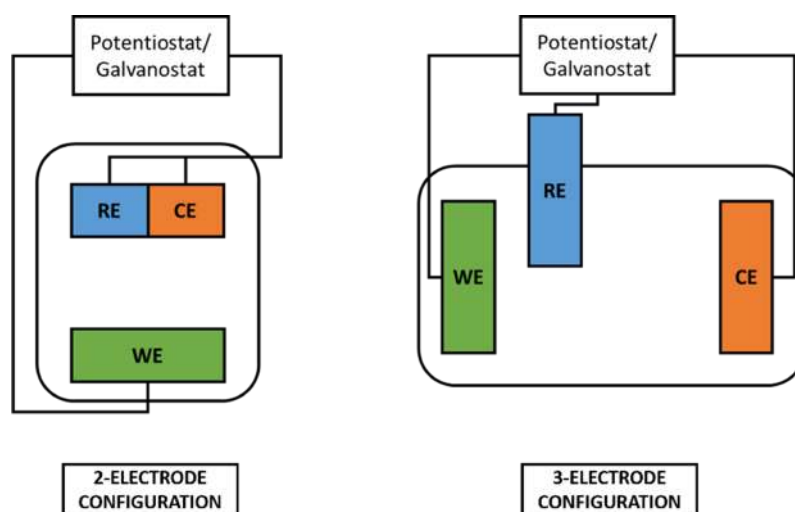 Potentiostat/
Galvanostat
RE CE
WE
2-ELECTRODE
CONFIGURATION
Potentiostat/
Galvanostat
RE
WE
CE
3-ELECTRODE
CONFIGURATION